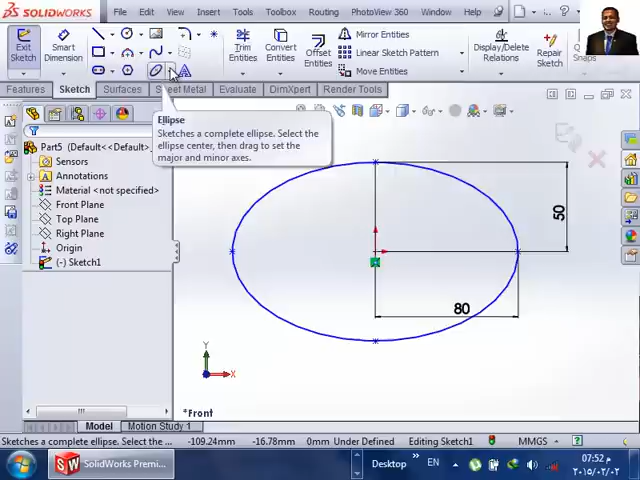 SOLIDWORKS
File
Edit
View
Insert
Tools
Routing
PhotoView 360
Window
Exit
Sketch
Smart
Dimension
Trim
Entities
Convert
Entities
Offset
Entities
Mirror Entities
Linear Sketch Pattern
Move Entities
Display/Delete
Relations
Repair
Sketch
Q
Snaps
Features
Sketch
Surfaces
Sheet Metal
Evaluate
DimXpert
Render Tools
Ellipse
Sketches a complete ellipse. Select the
ellipse center, then drag to set the
major and minor axes.
Part5 (Default<<Default>_
Sensors
Annotations
Material <not specified>
Front Plane
Top Plane
Right Plane
Origin
(-) Sketch1
50
80
Y
X
*Front
Model
Motion Study 1
Sketches a complete ellipse. Select the ...
-109.24mm
-16.78mm
0mm
Under Defined
Editing Sketch1
MMGS
?
SolidWorks Premi...
Desktop
EN
07:52 م
٢٠١٥/٠٢/٠٢